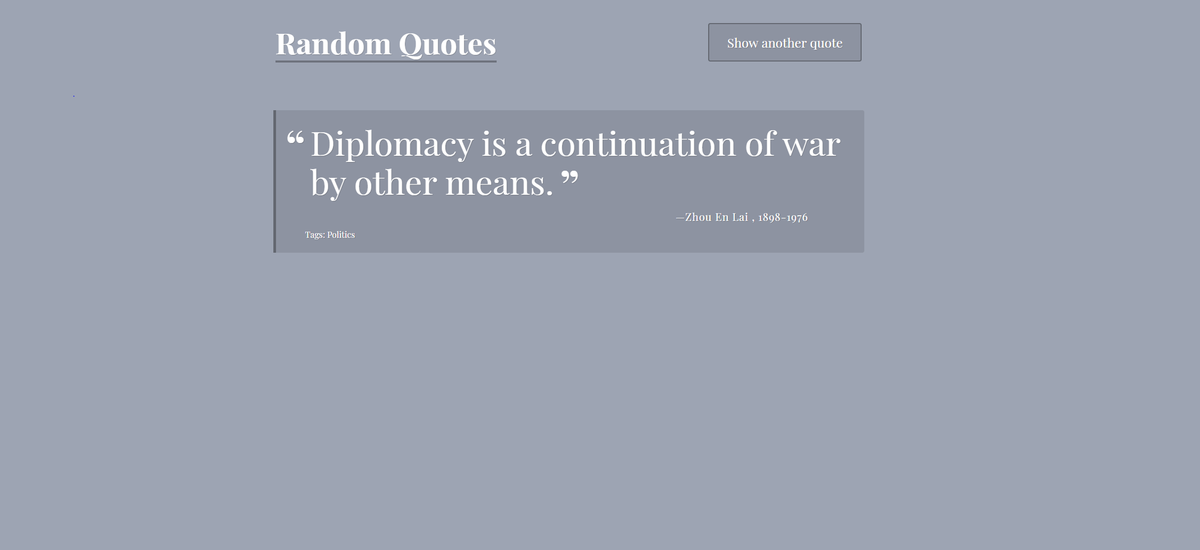 Random Quotes
Show another quote
“ Diplomacy is a continuation of war
by other means. ”
—Zhou En Lai , 1898–1976
Tags: Politics